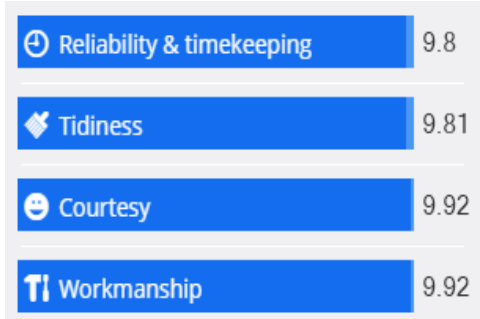 Reliability & timekeeping 9.8
Tidiness 9.81
Courtesy 9.92
Workmanship 9.92